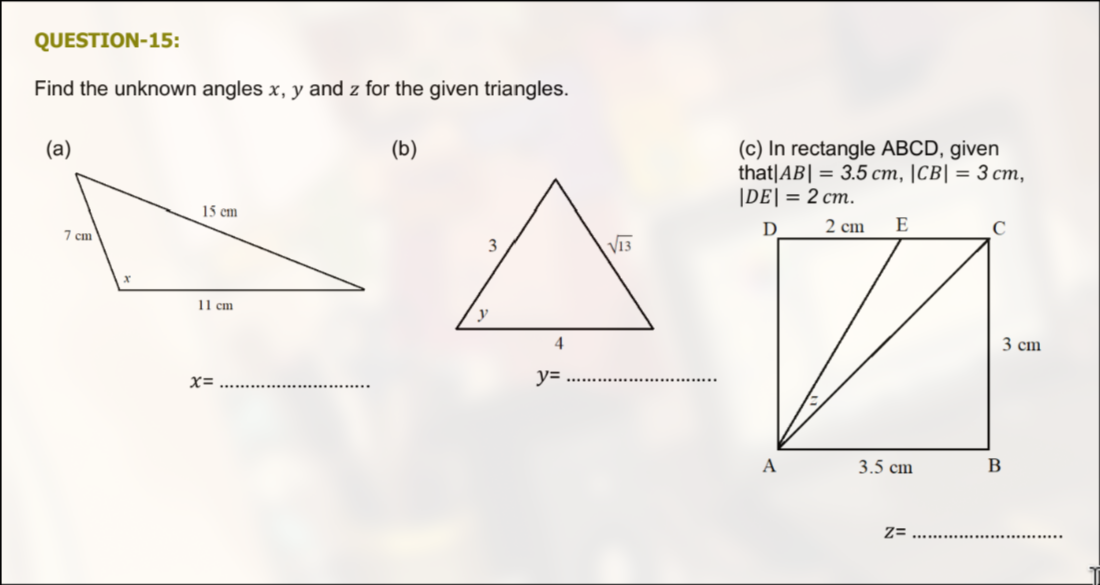 QUESTION-15:
Find the unknown angles x, y and z for the given triangles.
(a)
15 cm
7 cm
x
11 cm
x= ..............................
(b)
3
√13
y
4
y= ..............................
(c) In rectangle ABCD, given
that|AB| = 3.5 cm, |CB| = 3 cm,
|DE| = 2 cm.
D 2 cm E C
3 cm
z
A 3.5 cm B
z= ..............................